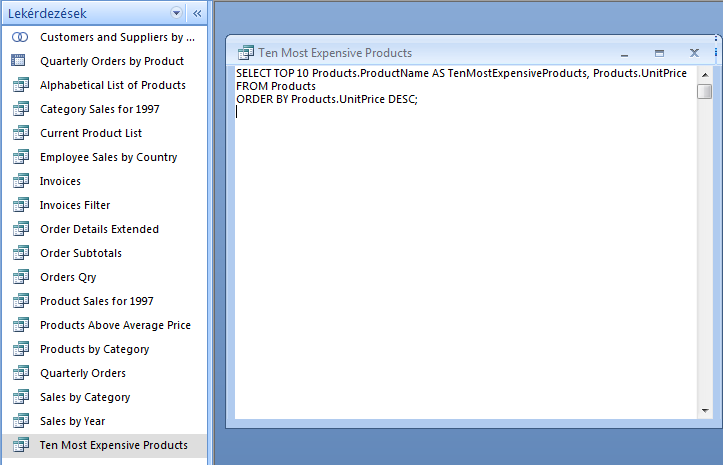 Lekérdezések
Customers and Suppliers by ...
Quarterly Orders by Product
Alphabetical List of Products
Category Sales for 1997
Current Product List
Employee Sales by Country
Invoices
Invoices Filter
Order Details Extended
Order Subtotals
Orders Qry
Product Sales for 1997
Products Above Average Price
Products by Category
Quarterly Orders
Sales by Category
Sales by Year
Ten Most Expensive Products
Ten Most Expensive Products
SELECT TOP 10 Products.ProductName AS TenMostExpensiveProducts, Products.UnitPrice
FROM Products
ORDER BY Products.UnitPrice DESC;